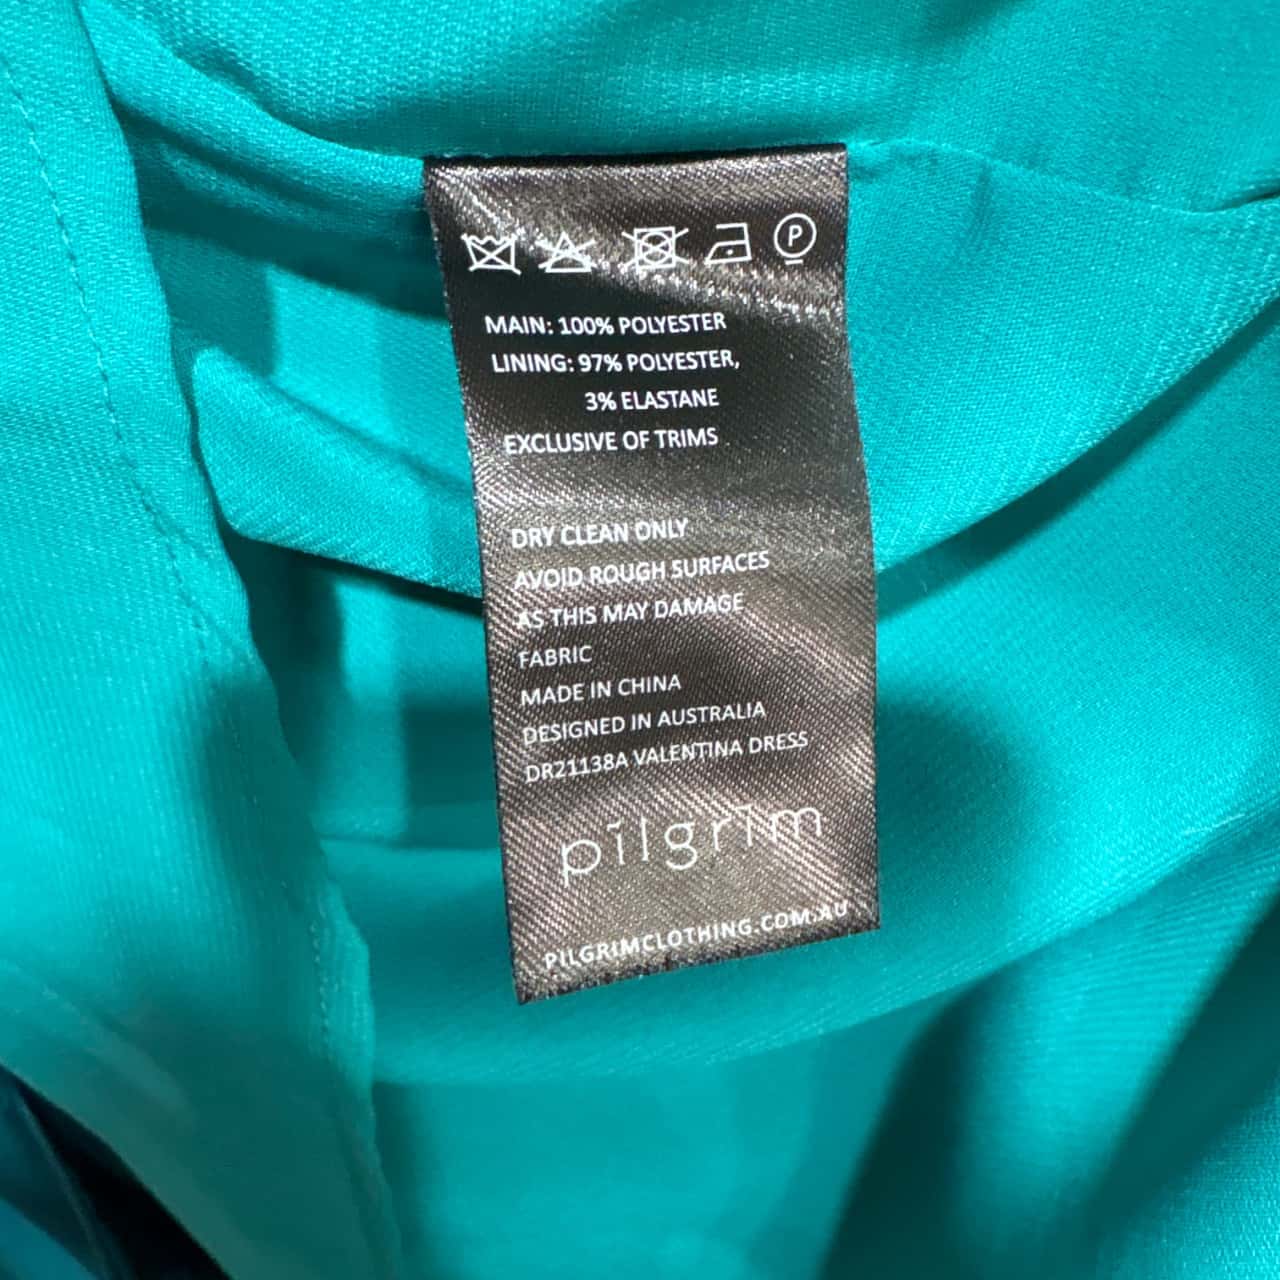 P
MAIN: 100% POLYESTER
LINING: 97% POLYESTER,
3% ELASTANE
EXCLUSIVE OF TRIMS
DRY CLEAN ONLY
AVOID ROUGH SURFACES
AS THIS MAY DAMAGE
FABRIC
MADE IN CHINA
DESIGNED IN AUSTRALIA
DR21138A VALENTINA DRESS
pilgrim
PILGRIMCLOTHING.COM.AU